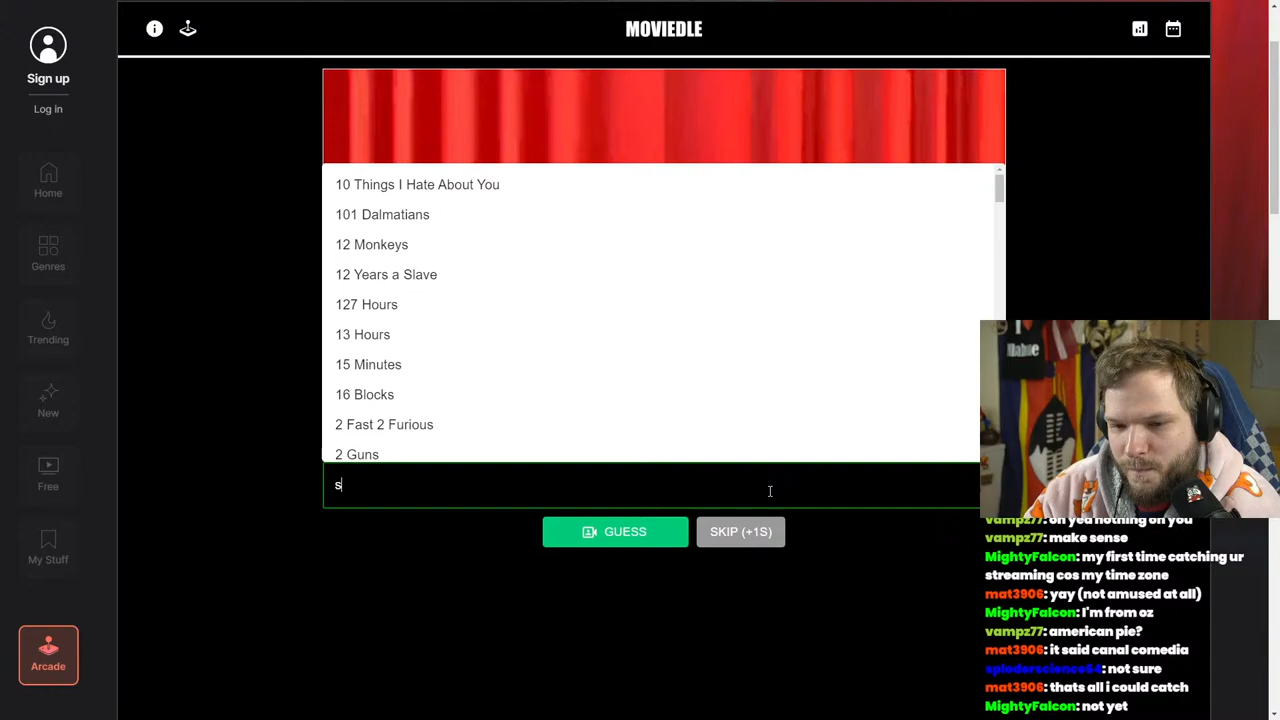 MOVIEDLE
Sign up
Log in
Home
Genres
Trending
New
Free
My Stuff
Arcade
10 Things I Hate About You
101 Dalmatians
12 Monkeys
12 Years a Slave
127 Hours
13 Hours
15 Minutes
16 Blocks
2 Fast 2 Furious
2 Guns
s
GUESS
SKIP (+1S)
vampz77: oh yea nothing on you
vampz77: make sense
MightyFalcon: my first time catching ur
streaming cos my time zone
mat3906: yay (not amused at all)
MightyFalcon: I'm from oz
vampz77: american pie?
mat3906: it said canal comedia
: not sure
mat3906: thats all i could catch
MightyFalcon: not yet